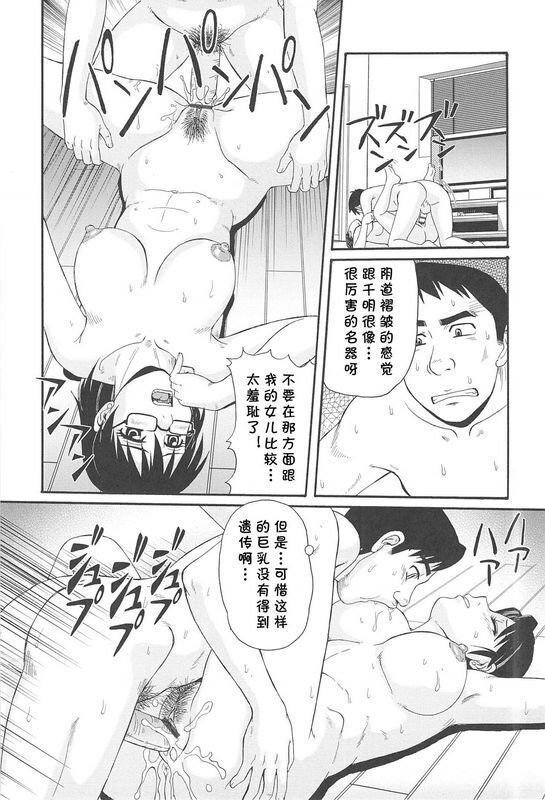 ズンズンズン
阴道褶皱的感觉
跟千明很像…
很厉害的名器呀
パンパンパン
不要在那方面跟
我的女儿比较…
太羞耻了！
ハァ
ハァ
但是…可惜这样
的巨乳没有得到
遗传啊…
ジュプ
ジュプ
ジュプ